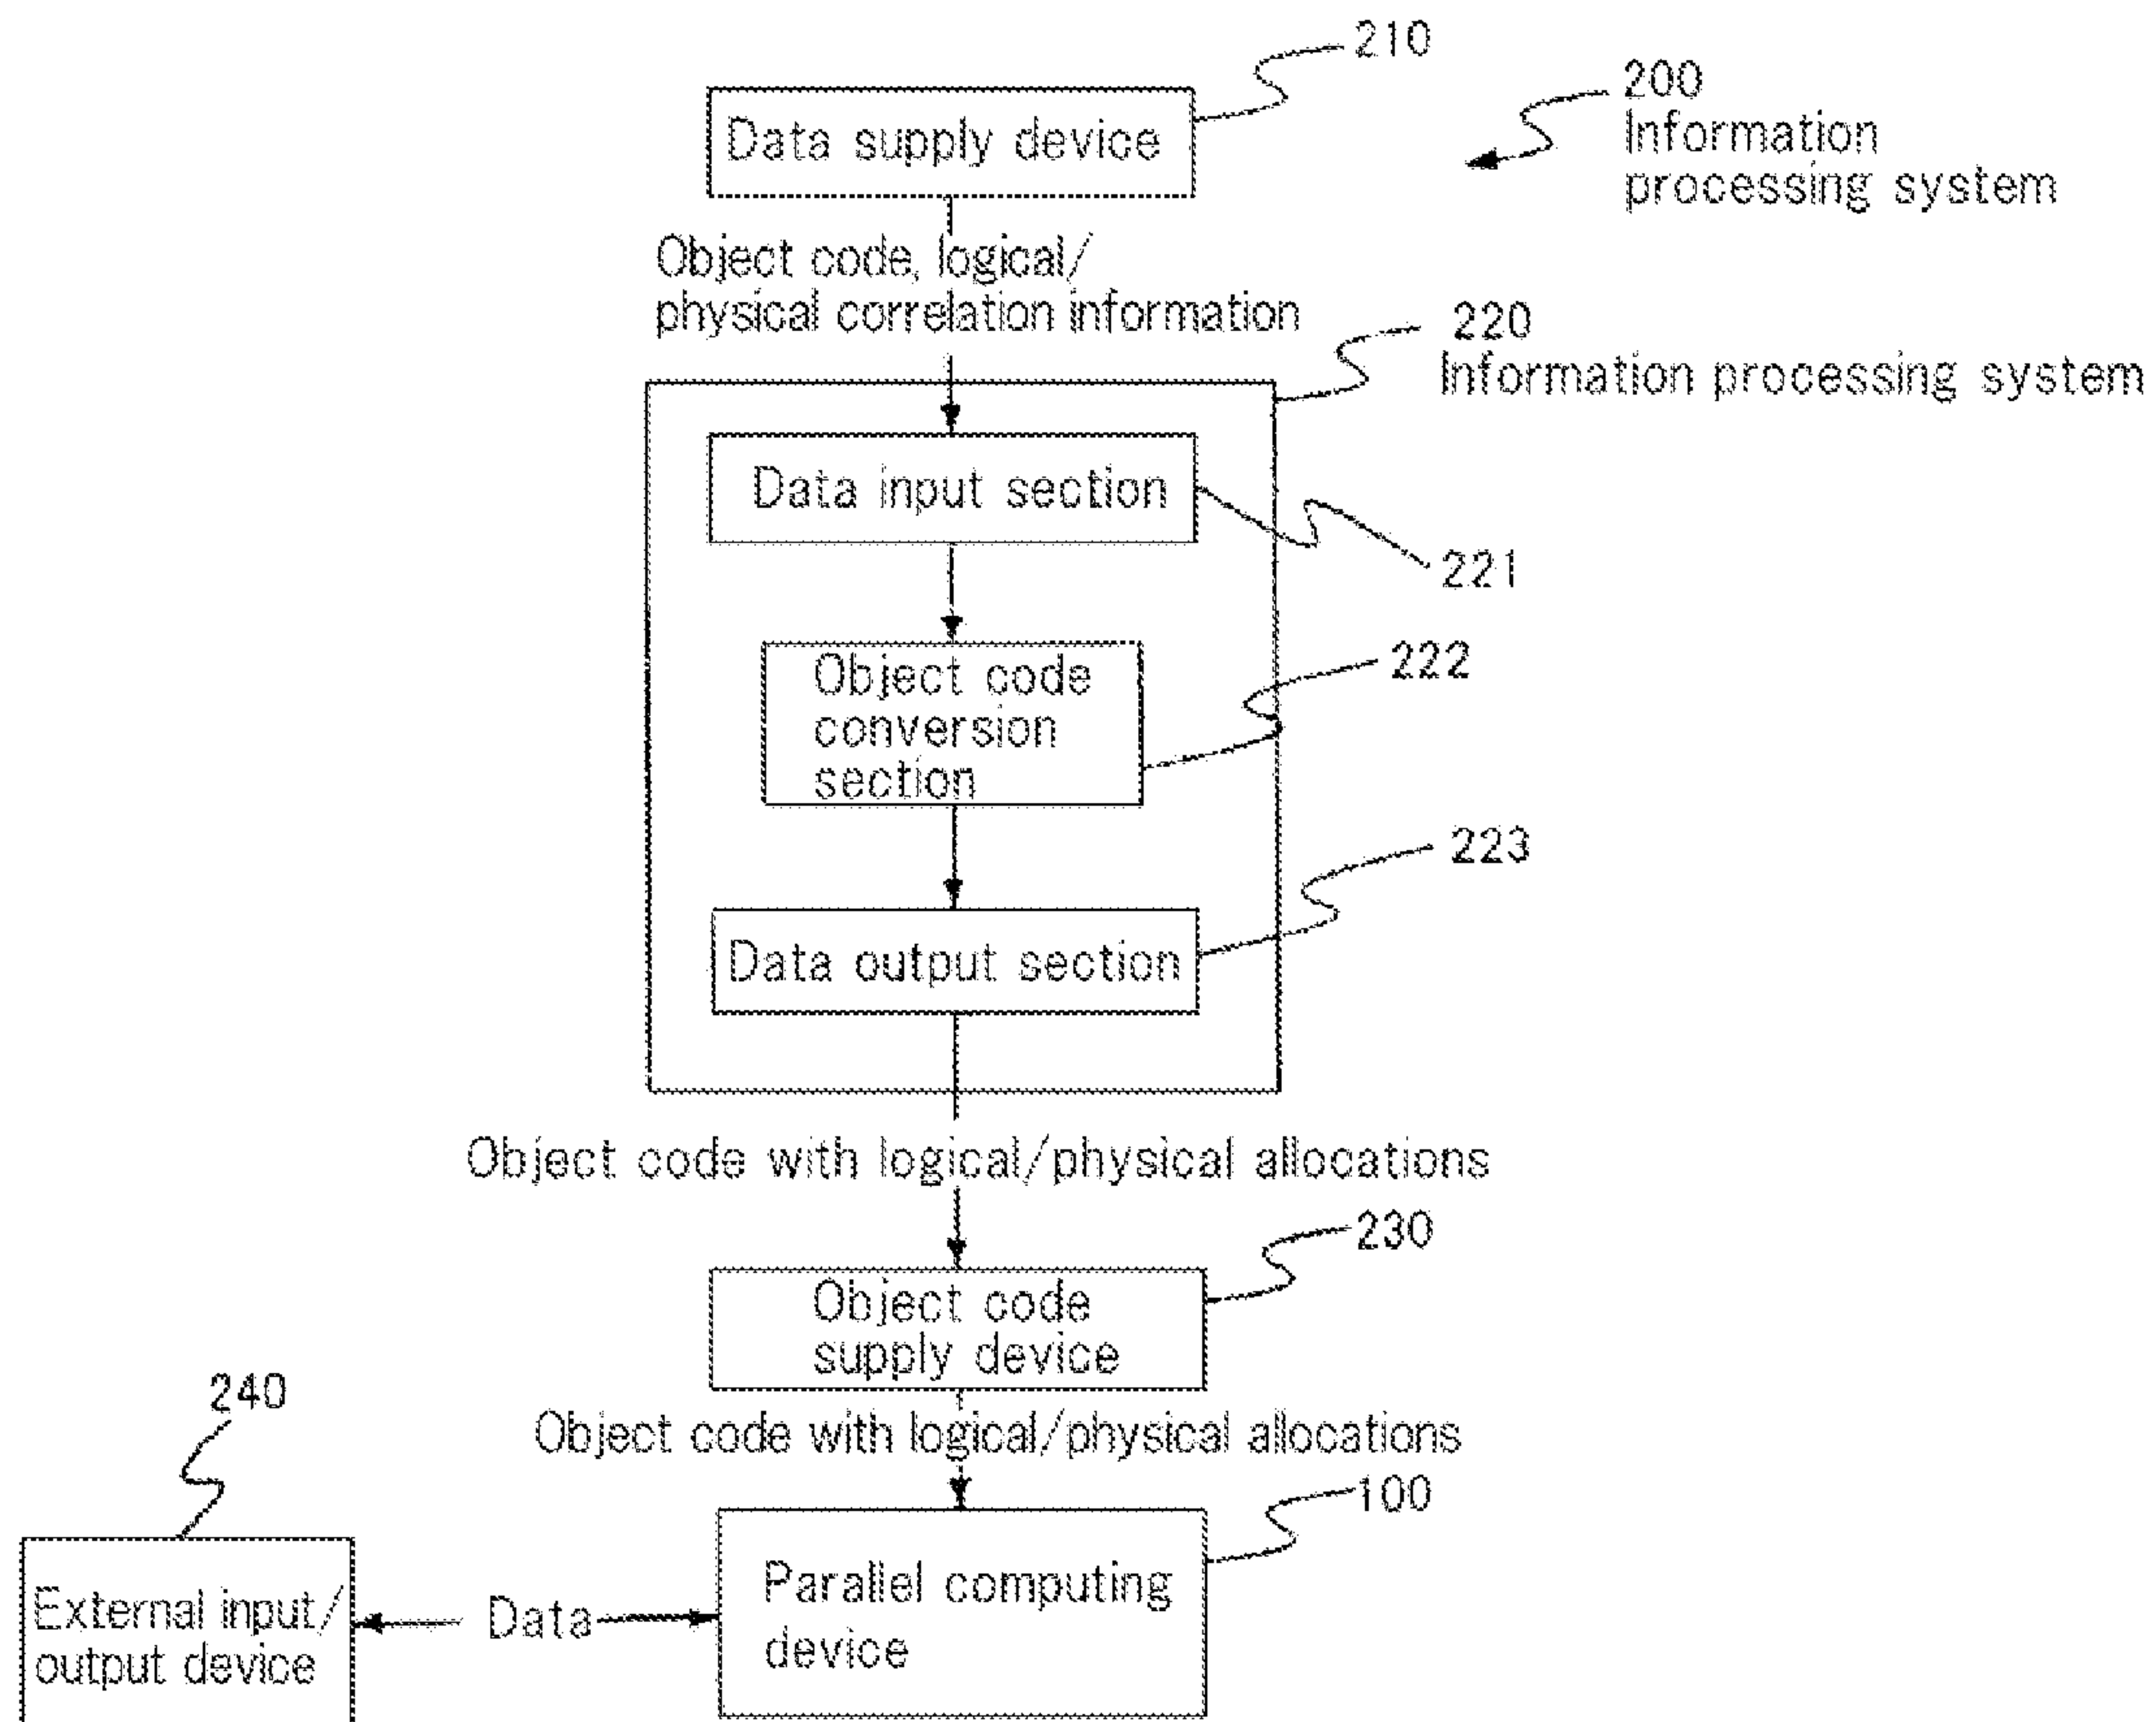 210
200
Information
processing system
Data supply device
Object code, logical/
physical correlation information
220
Information processing system
Data input section
221
Object code
conversion
section
222
223
Data output section
Object code with logical/physical allocations
230
Object code
supply device
240
Object code with logical/physical allocations
100
Parallel computing
device
External input/
output device
Data